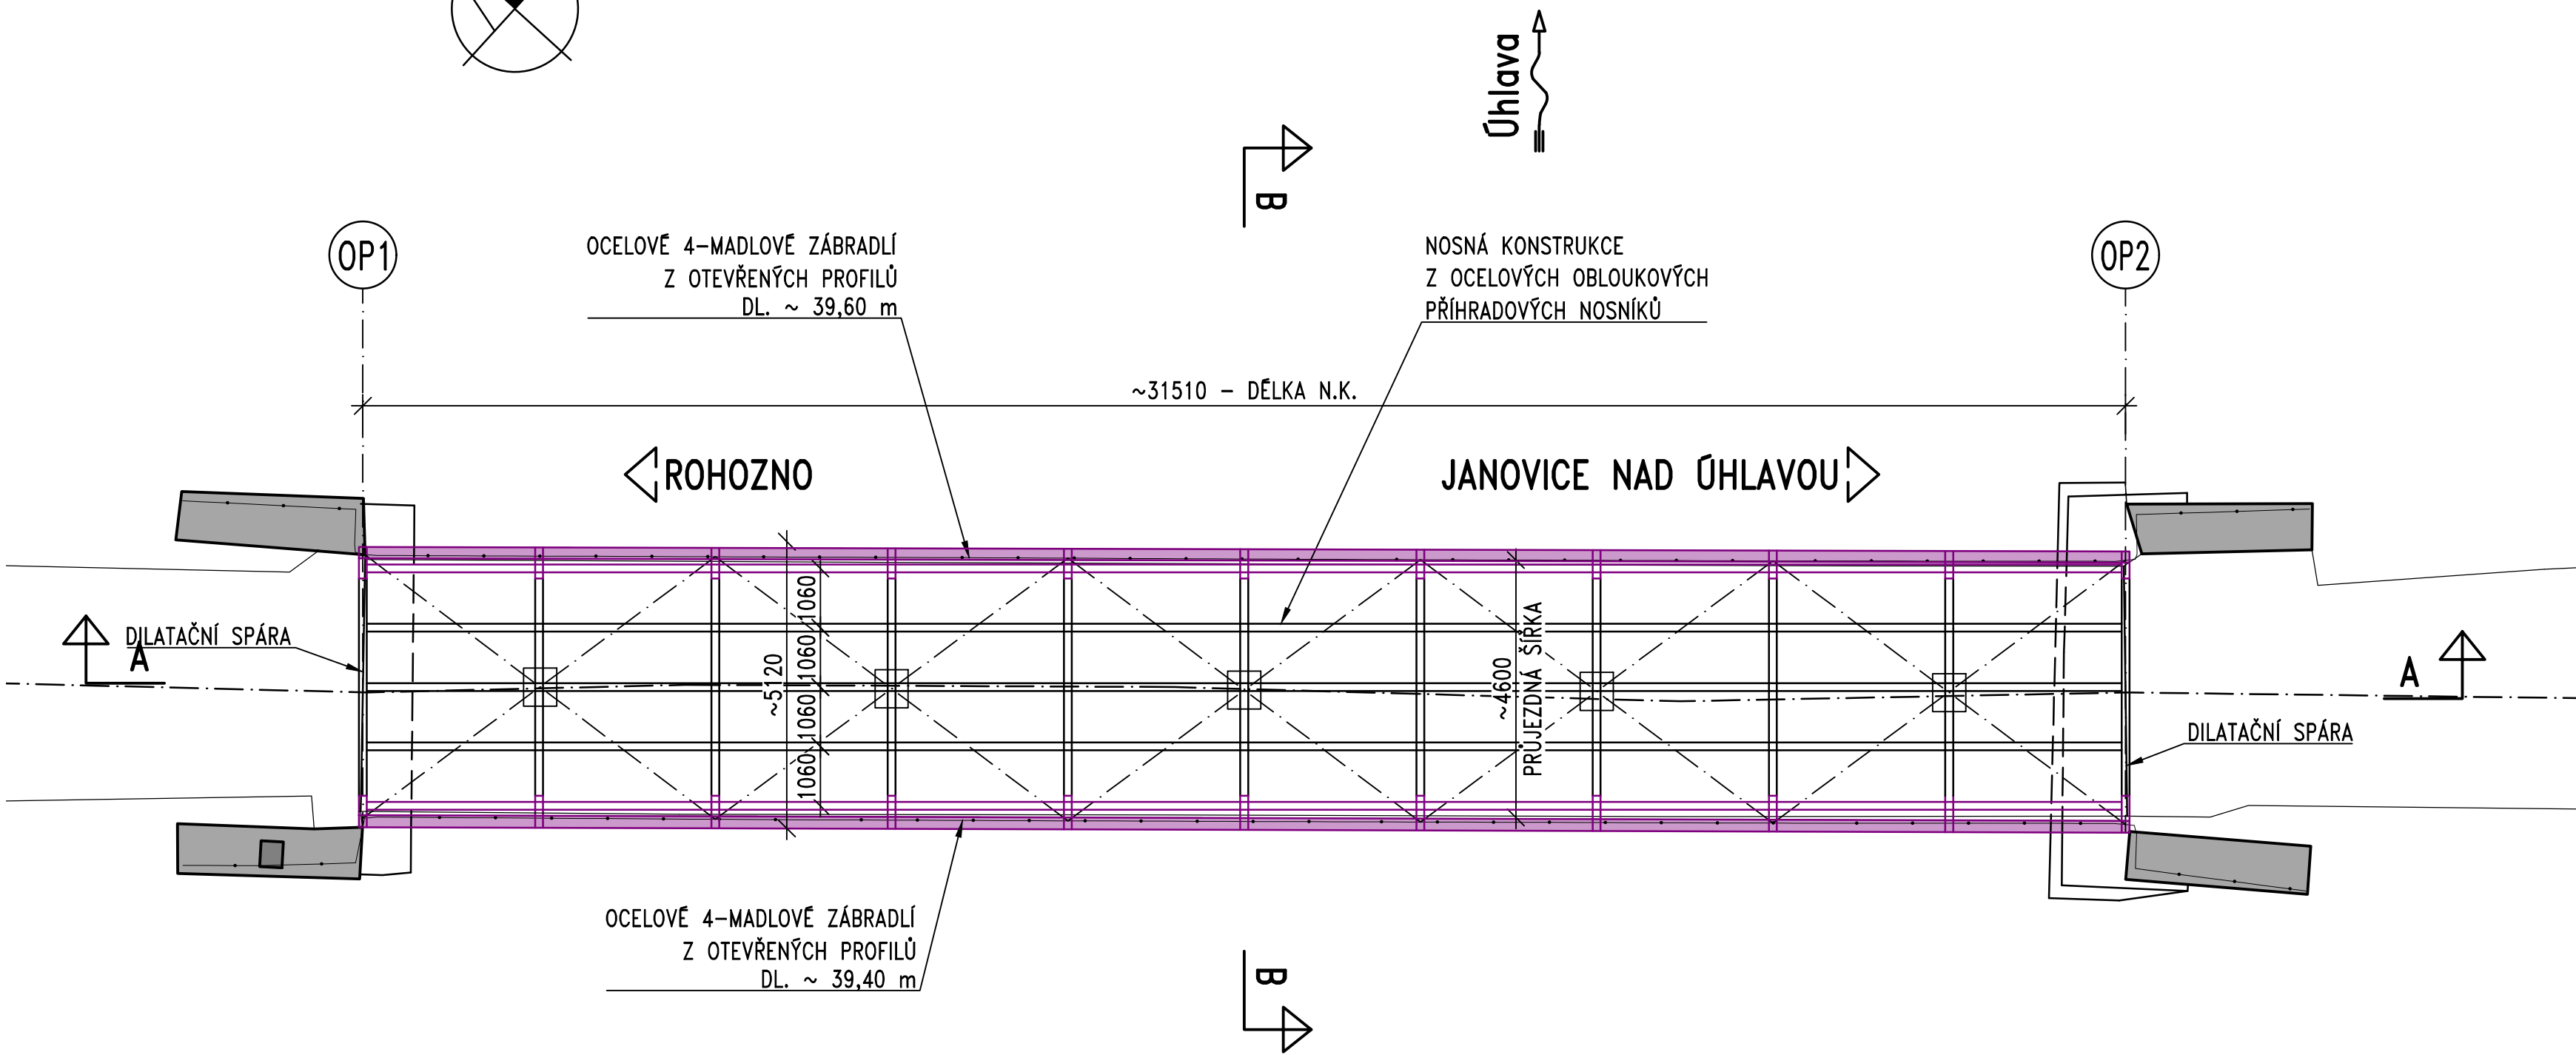 Úhlava
B
OP1
OCELOVÉ 4-MADLOVÉ ZÁBRADLÍ
Z OTEVŘENÝCH PROFILŮ
DL. ~ 39,60 m
NOSNÁ KONSTRUKCE
Z OCELOVÝCH OBLOUKOVÝCH
PŘÍHRADOVÝCH NOSNÍKŮ
OP2
~31510 - DÉLKA N.K.
ROHOZNO
JANOVICE NAD ÚHLAVOU
DILATAČNÍ SPÁRA
A
~5120
1060
1060
1060
1060
~4600
PRŮJEZDNÁ ŠÍŘKA
A
DILATAČNÍ SPÁRA
OCELOVÉ 4-MADLOVÉ ZÁBRADLÍ
Z OTEVŘENÝCH PROFILŮ
DL. ~ 39,40 m
B